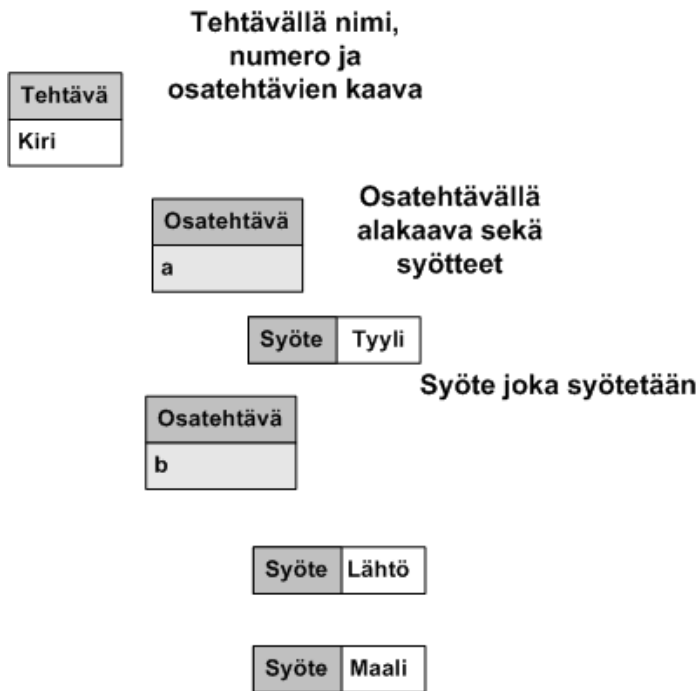 Tehtävällä nimi,
numero ja
osatehtävien kaava
Tehtävä
Kiri
Osatehtävällä
alakaava sekä
syötteet
Osatehtävä
a
Syöte Tyyli
Syöte joka syötetään
Osatehtävä
b
Syöte Lähtö
Syöte Maali